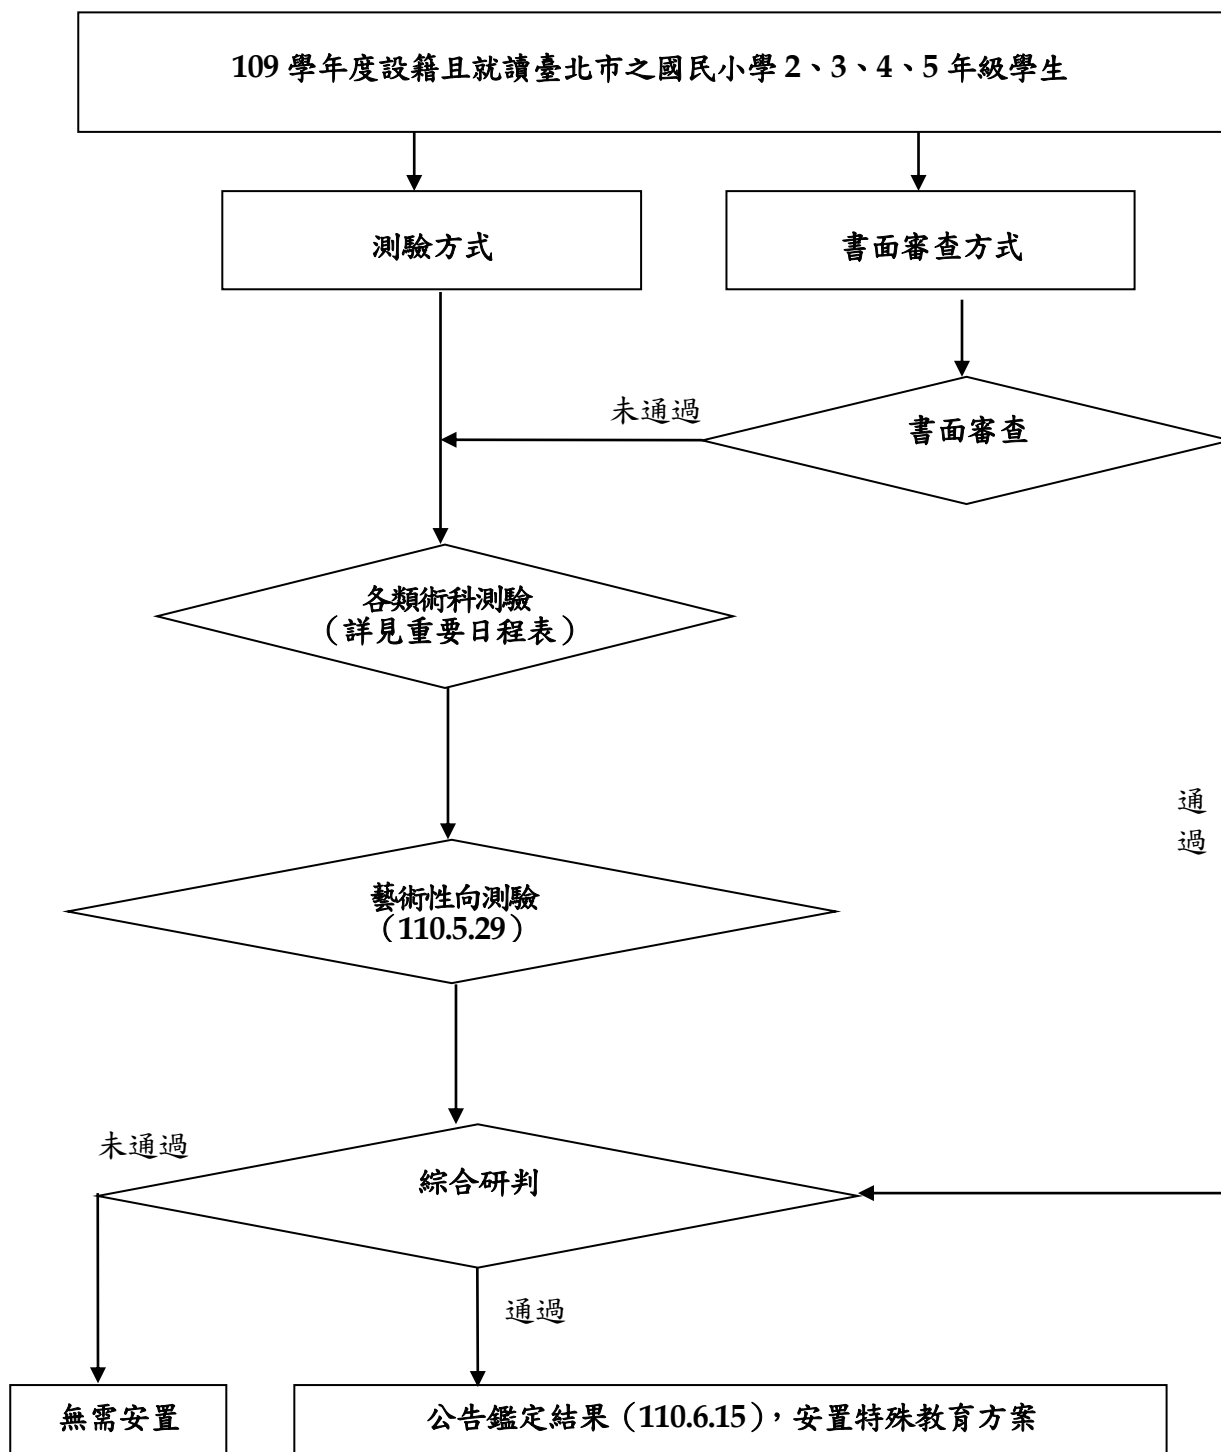 109 學年度設籍且就讀臺北市之國民小學 2、3、4、5 年級學生
測驗方式
書面審查方式
未通過
書面審查
各類術科測驗
（詳見重要日程表）
通
過
藝術性向測驗
（110.5.29）
未通過
綜合研判
通過
無需安置
公告鑑定結果（110.6.15），安置特殊教育方案